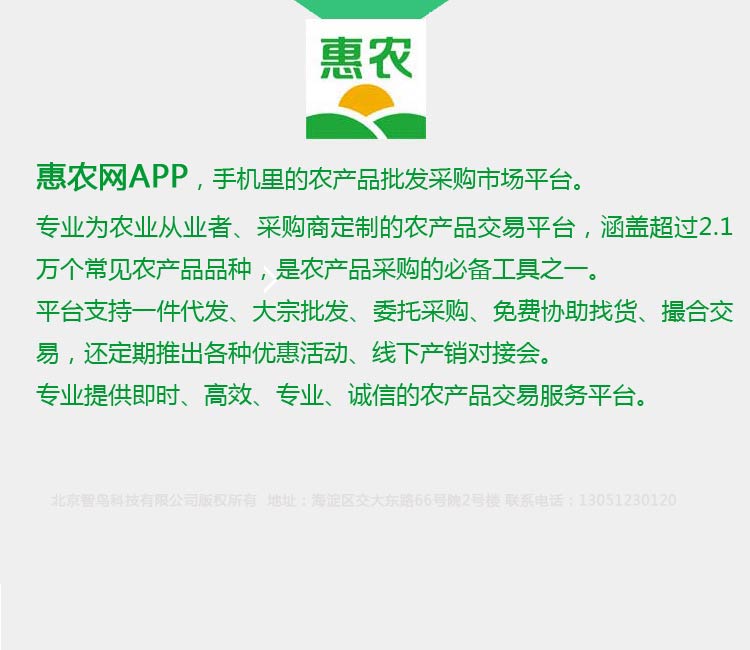 惠农
惠农网APP，手机里的农产品批发采购市场平台。
专业为农业从业者、采购商定制的农产品交易平台，涵盖超过2.1
万个常见农产品品种，是农产品采购的必备工具之一。
平台支持一件代发、大宗批发、委托采购、免费协助找货、撮合交
易，还定期推出各种优惠活动、线下产销对接会。
专业提供即时、高效、专业、诚信的农产品交易服务平台。
北京智鸟科技有限公司版权所有 地址：海淀区交大东路66号院2号楼 联系电话：13051230120